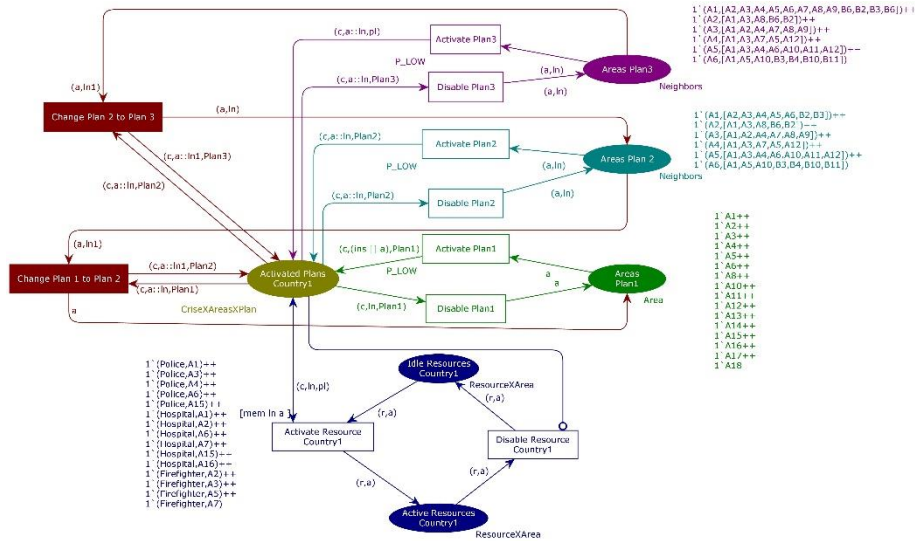 1`(A1,[A2,A3,A4,A5,A6,A7,A8,A9,B6,B2,B3,B6])++
1`(A2,[A1,A3,A8,B6,B2])++
1`(A3,[A1,A2,A4,A7,A8,A9])++
1`(A4,[A1,A3,A7,A5,A12])++
1`(A5,[A1,A3,A4,A6,A10,A11,A12])++
1`(A6,[A1,A5,A10,B3,B4,B10,B11])
(c,a::ln,pl)
Activate Plan3
P_LOW
Areas Plan3
(c,a::ln,Plan3)
Disable Plan3
(a,ln)
(a,ln)
Neighbors
(a,ln1)
(a,ln)
Change Plan 2 to Plan 3
1`(A1,[A2,A3,A4,A5,A6,B2,B3])++
1`(A2,[A1,A3,A8,B6,B2])++
1`(A3,[A1,A2,A4,A7,A8,A9])++
1`(A4,[A1,A3,A7,A5,A12])++
1`(A5,[A1,A3,A4,A6,A10,A11,A12])++
1`(A6,[A1,A5,A10,B3,B4,B10,B11])
(c,a::ln,Plan2)
Activate Plan2
(c,a::ln1,Plan3)
P_LOW
Areas Plan 2
Neighbors
(c,a::ln,Plan2)
(c,a::ln,Plan2)
Disable Plan2
(a,ln)
(a,ln)
(a,ln1)
Change Plan 1 to Plan 2
(c,a::ln1,Plan2)
(c,a::ln,Plan1)
a
Activated Plans
Country1
CriseXAreasXPlan
(c,(ins ll a),Plan1)
Activate Plan1
P_LOW
a
a
(c,ln,Plan1)
Disable Plan1
Areas
Plan1
Area
1`A1++
1`A2++
1`A3++
1`A4++
1`A5++
1`A6++
1`A8++
1`A10++
1`A11++
1`A12++
1`A13++
1`A14++
1`A15++
1`A16++
1`A17++
1`A18
1`(Police,A1)++
1`(Police,A3)++
1`(Police,A4)++
1`(Police,A6)++
1`(Police,A15)++
1`(Hospital,A1)++
1`(Hospital,A2)++
1`(Hospital,A6)++
1`(Hospital,A7)++
1`(Hospital,A15)++
1`(Hospital,A16)++
1`(Firefighter,A2)++
1`(Firefighter,A3)++
1`(Firefighter,A5)++
1`(Firefighter,A7)
(c,ln,pl)
Idle Resources
Country1
ResourceXArea
[mem ln a ]
(r,a)
(r,a)
Activate Resource
Country1
Disable Resource
Country1
(r,a)
(r,a)
Active Resources
Country1
ResourceXArea